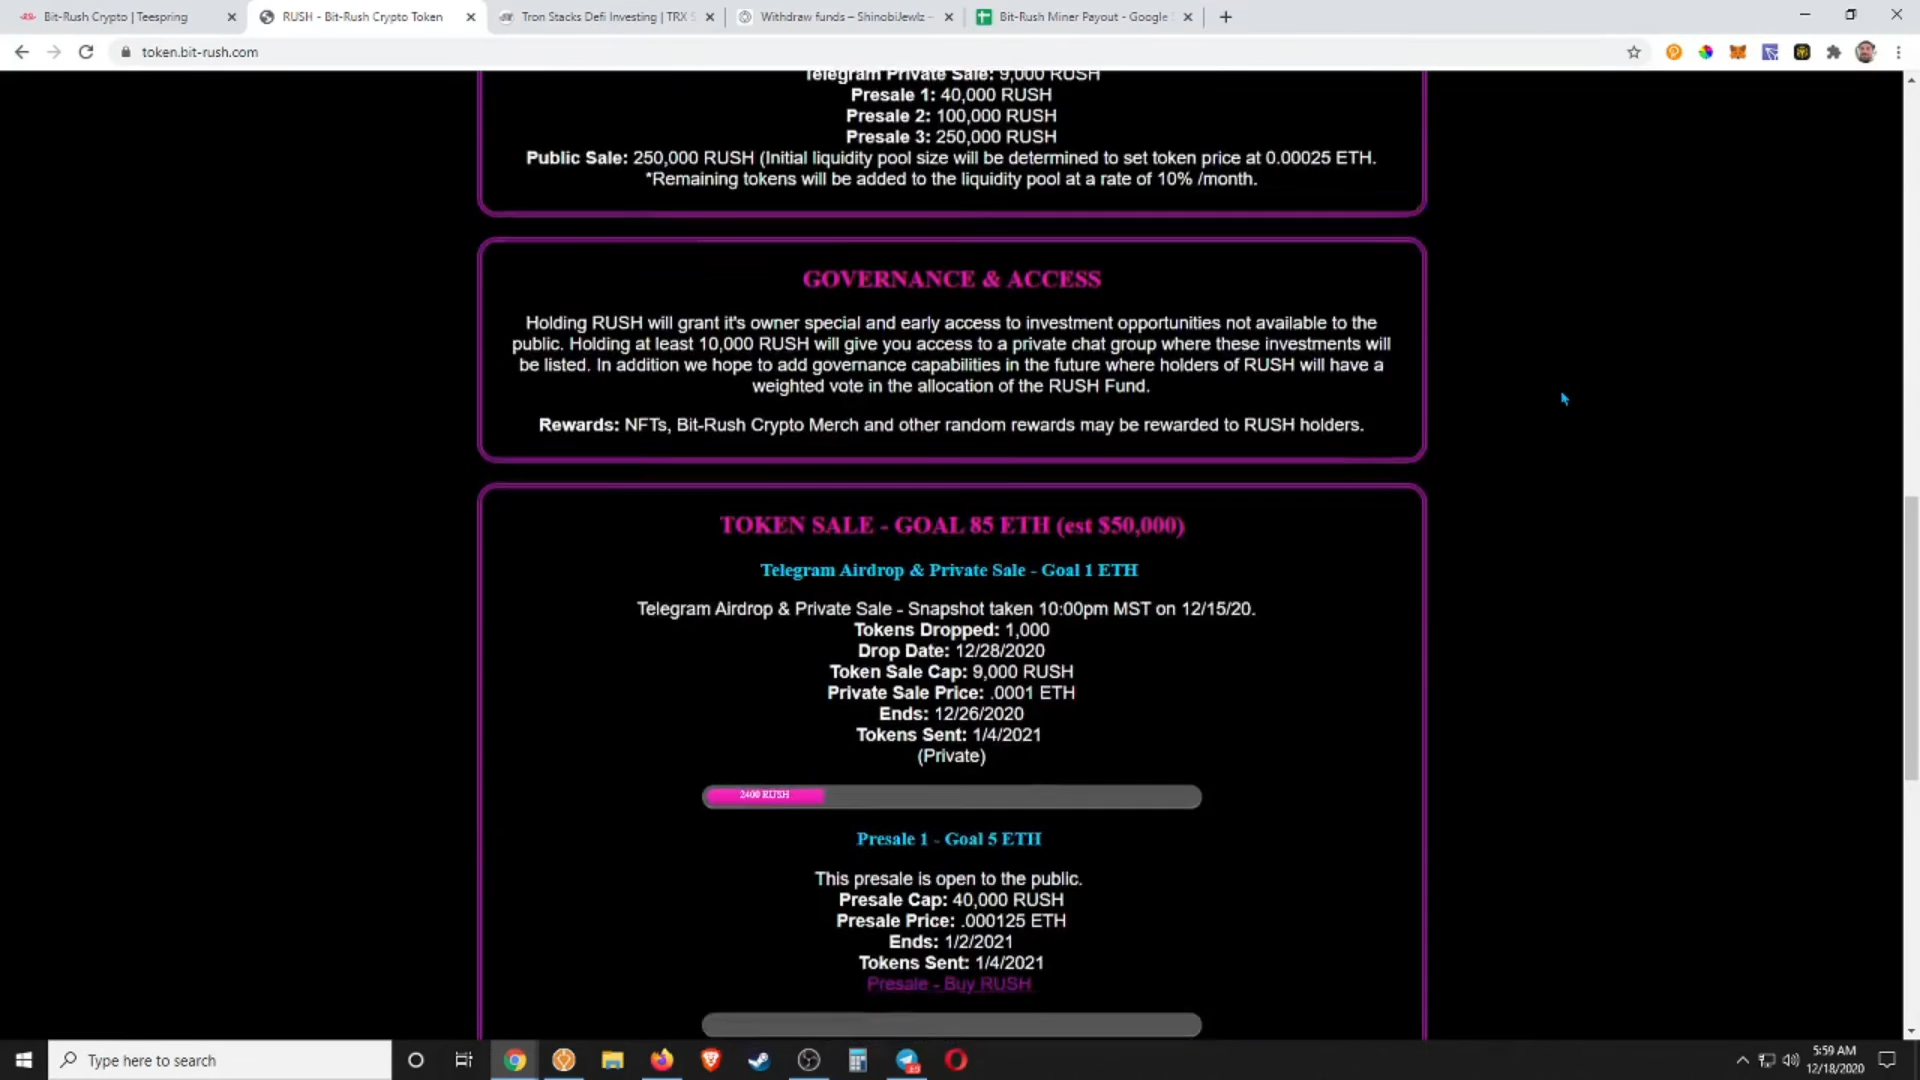 Bit-Rush Crypto | Teespring
RUSH - Bit-Rush Crypto Token
Tron Stacks Defi Investing | TRX S
Withdraw funds – ShinobiJewlz –
Bit-Rush Miner Payout - Google
token.bit-rush.com
Telegram Private Sale: 9,000 RUSH
Presale 1: 40,000 RUSH
Presale 2: 100,000 RUSH
Presale 3: 250,000 RUSH
Public Sale: 250,000 RUSH (Initial liquidity pool size will be determined to set token price at 0.00025 ETH.
*Remaining tokens will be added to the liquidity pool at a rate of 10% /month.
GOVERNANCE & ACCESS
Holding RUSH will grant it's owner special and early access to investment opportunities not available to the
public. Holding at least 10,000 RUSH will give you access to a private chat group where these investments will
be listed. In addition we hope to add governance capabilities in the future where holders of RUSH will have a
weighted vote in the allocation of the RUSH Fund.
Rewards: NFTs, Bit-Rush Crypto Merch and other random rewards may be rewarded to RUSH holders.
TOKEN SALE - GOAL 85 ETH (est $50,000)
Telegram Airdrop & Private Sale - Goal 1 ETH
Telegram Airdrop & Private Sale - Snapshot taken 10:00pm MST on 12/15/20.
Tokens Dropped: 1,000
Drop Date: 12/28/2020
Token Sale Cap: 9,000 RUSH
Private Sale Price: .0001 ETH
Ends: 12/26/2020
Tokens Sent: 1/4/2021
(Private)
2400 RUSH
Presale 1 - Goal 5 ETH
This presale is open to the public.
Presale Cap: 40,000 RUSH
Presale Price: .000125 ETH
Ends: 1/2/2021
Tokens Sent: 1/4/2021
Presale - Buy RUSH
Type here to search
5:59 AM
12/18/2020